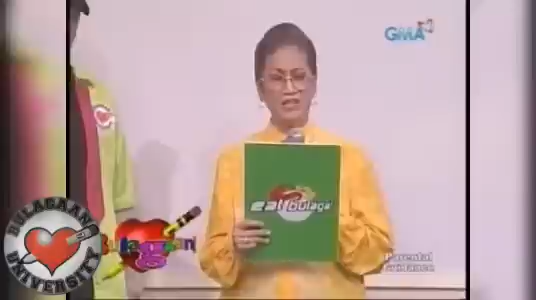 GMA
eat bulaga
Bulagaan
BULAGAAN
UNIVERSITY
Parental
Guidance